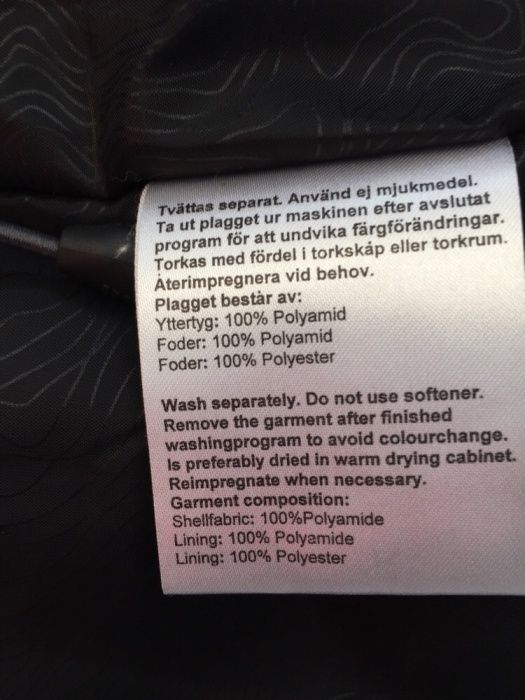 Tvättas separat. Använd ej mjukmedel.
Ta ut plagget ur maskinen efter avslutat
program för att undvika färgförändringar.
Torkas med fördel i torkskåp eller torkrum.
Återimpregnera vid behov.
Plagget består av:
Yttertyg: 100% Polyamid
Foder: 100% Polyamid
Foder: 100% Polyester
Wash separately. Do not use softener.
Remove the garment after finished
washingprogram to avoid colourchange.
Is preferably dried in warm drying cabinet.
Reimpregnate when necessary.
Garment composition:
Shellfabric: 100%Polyamide
Lining: 100% Polyamide
Lining: 100% Polyester